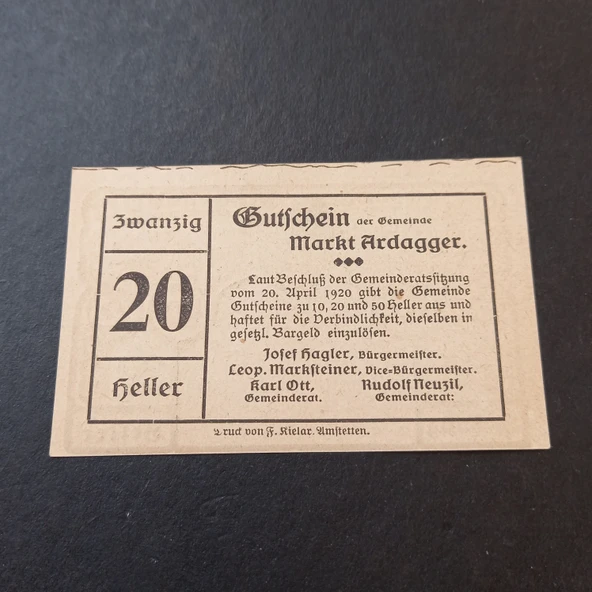 Zwanzig
20
Heller
Gutschein der Gemeinde
Markt Ardagger.
Laut Beschluß der Gemeinderatssitzung
vom 20. April 1920 gibt die Gemeinde
Gutscheine zu 10, 20 und 50 Heller aus und
haftet für die Verbindlichkeit, dieselben in
gesetzl. Bargeld einzulösen.
Josef Hagler, Bürgermeister.
Leop. Marksteiner, Vice-Bürgermeister.
Karl Ott, Rudolf Neuzil,
Gemeinderat. Gemeinderat:
Druck von F. Kielar. Amstetten.